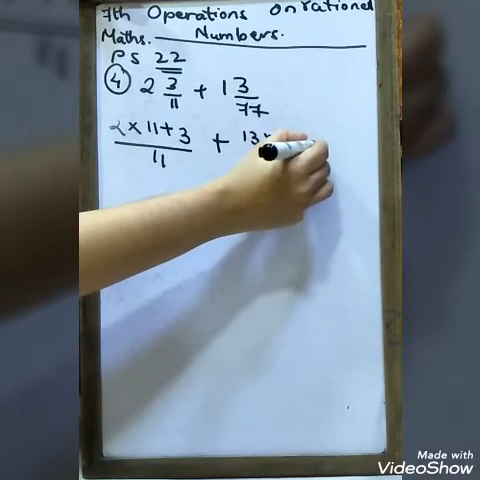 7th Operations on rational
Maths. Numbers.
PS 22
4 2 3/11 + 1 3/77
2 × 11 + 3 / 11 + 13
Made with
VideoShow